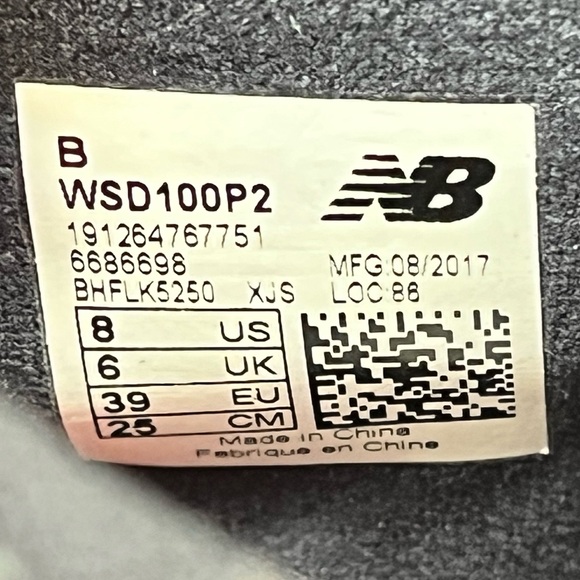 B
WSD100P2
NB
191264767751
6686698
MFG:08/2017
BHFLK5250 XJS
LOC:86
8 US
6 UK
39 EU
25 CM
Made in China
Fabrique en Chine